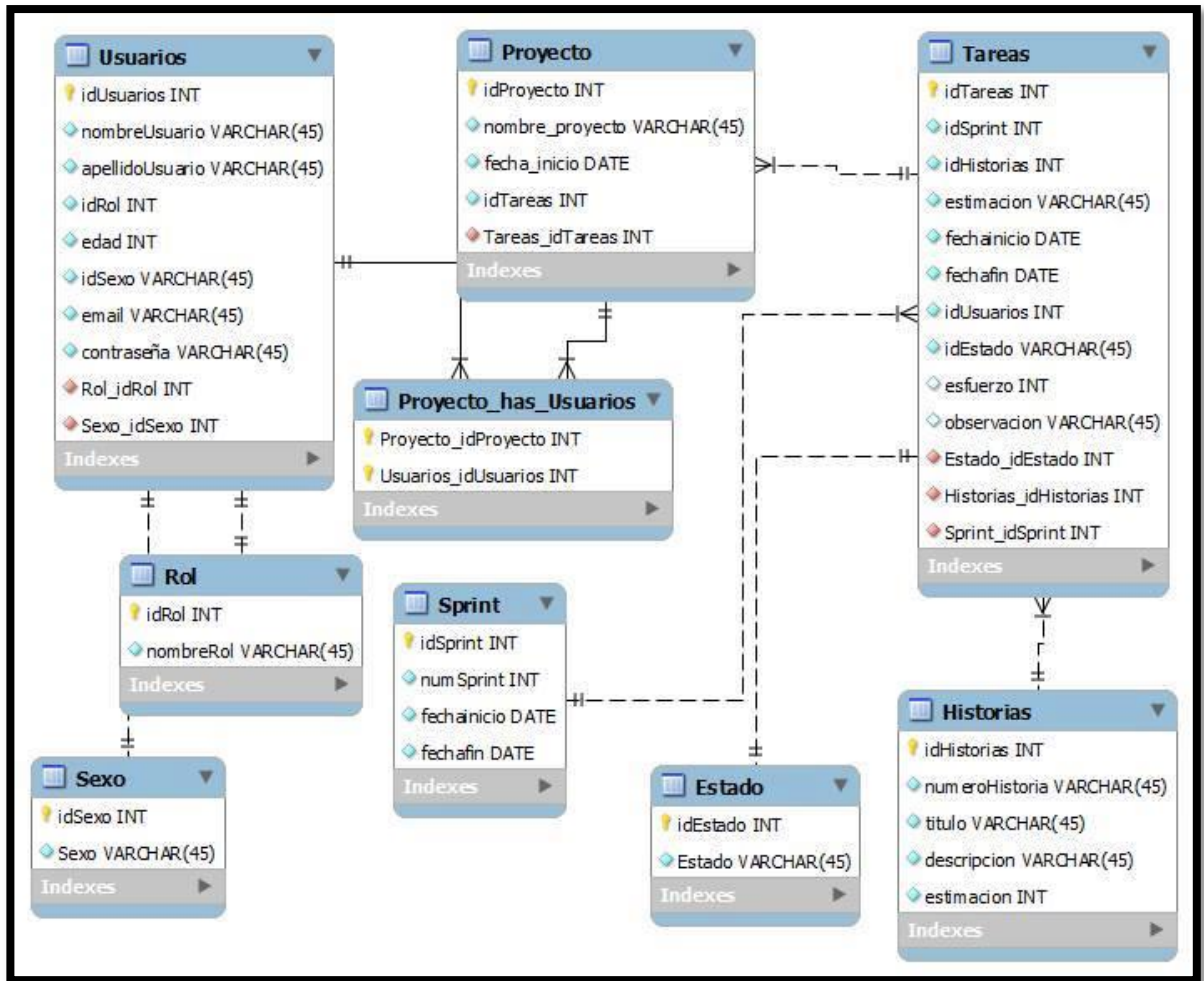 Usuarios
idUsuarios INT
nombreUsuario VARCHAR(45)
apellidoUsuario VARCHAR(45)
idRol INT
edad INT
idSexo VARCHAR(45)
email VARCHAR(45)
contraseña VARCHAR(45)
Rol_idRol INT
Sexo_idSexo INT
Indexes
Proyecto
idProyecto INT
nombre_proyecto VARCHAR(45)
fecha_inicio DATE
idTareas INT
Tareas_idTareas INT
Indexes
Tareas
idTareas INT
idSprint INT
idHistorias INT
estimacion VARCHAR(45)
fechainicio DATE
fechafin DATE
idUsuarios INT
idEstado VARCHAR(45)
esfuerzo INT
observacion VARCHAR(45)
Estado_idEstado INT
Historias_idHistorias INT
Sprint_idSprint INT
Indexes
Proyecto_has_Usuarios
Proyecto_idProyecto INT
Usuarios_idUsuarios INT
Indexes
Rol
idRol INT
nombreRol VARCHAR(45)
Indexes
Sprint
idSprint INT
numSprint INT
fechainicio DATE
fechafin DATE
Indexes
Historias
idHistorias INT
numeroHistoria VARCHAR(45)
titulo VARCHAR(45)
descripcion VARCHAR(45)
estimacion INT
Indexes
Sexo
idSexo INT
Sexo VARCHAR(45)
Indexes
Estado
idEstado INT
Estado VARCHAR(45)
Indexes